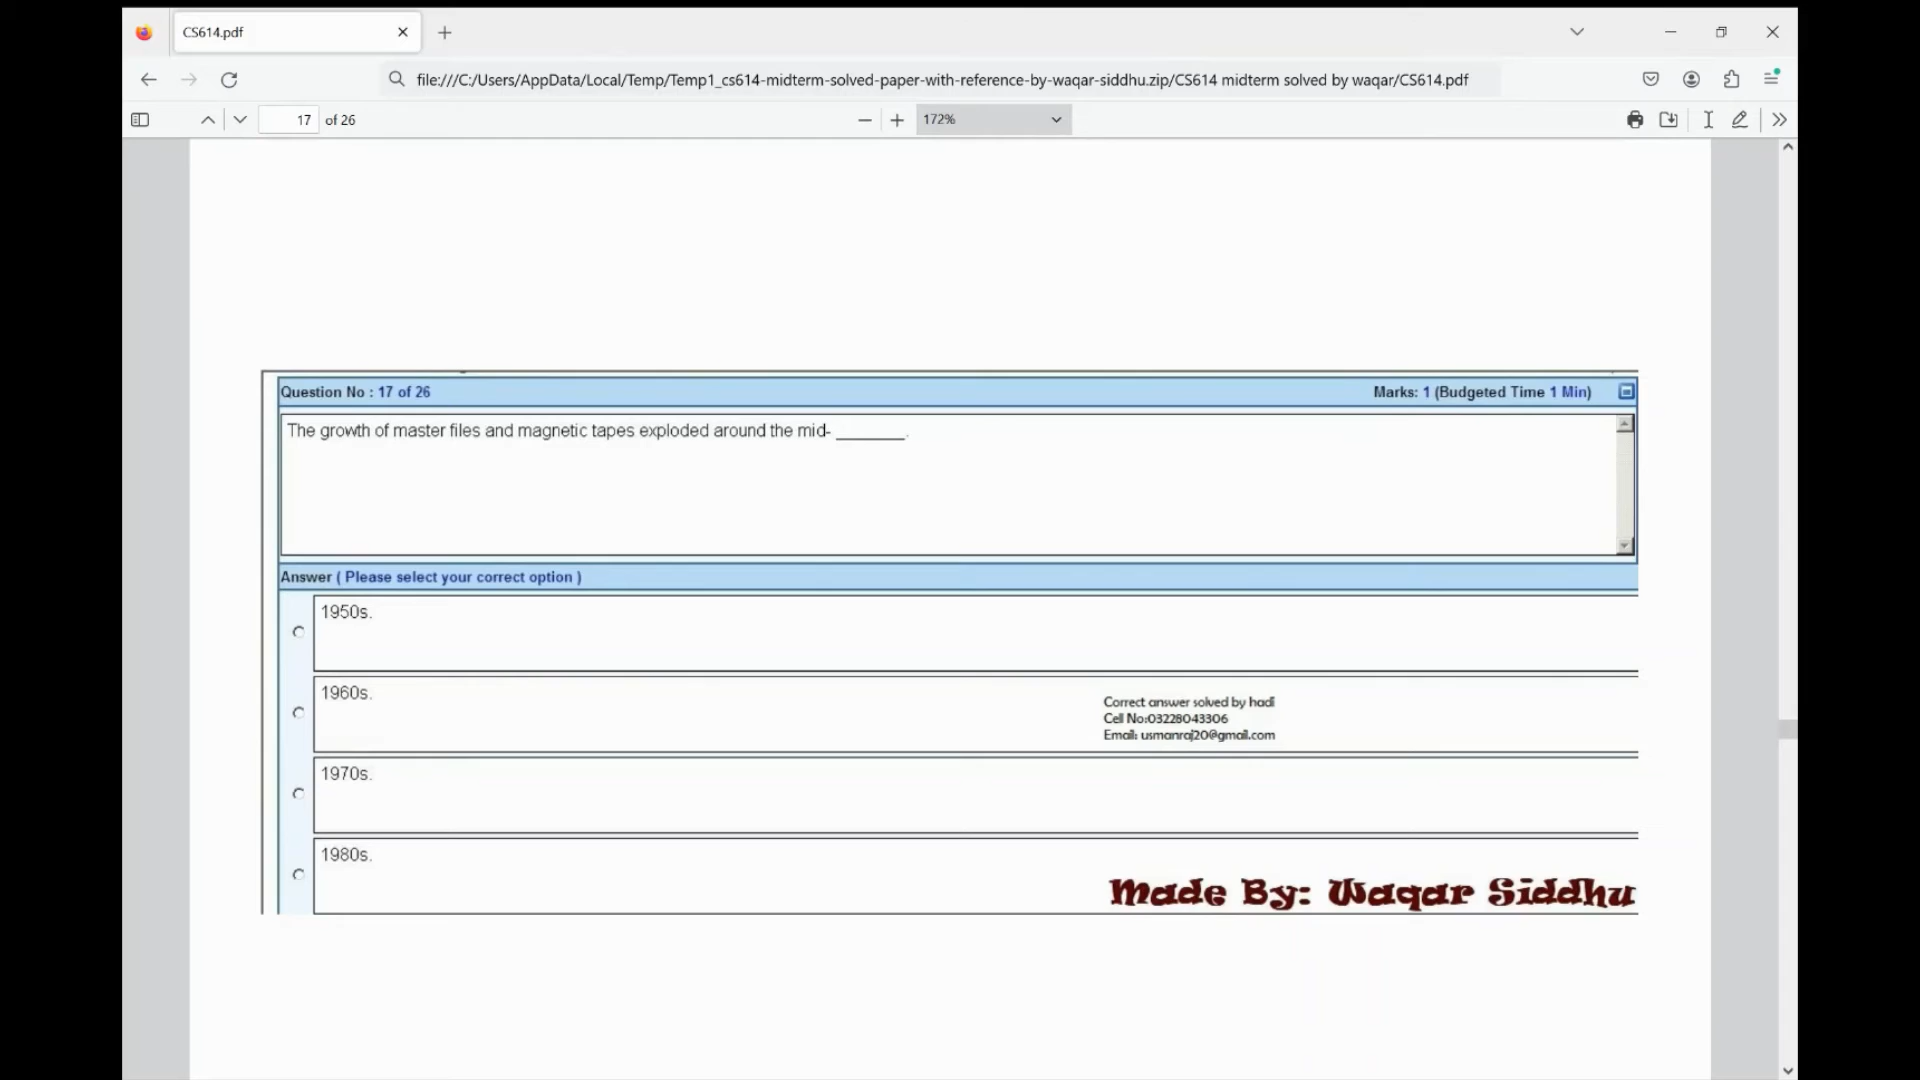 CS614.pdf
file:///C:/Users/AppData/Local/Temp/Temp1_cs614-midterm-solved-paper-with-reference-by-waqar-siddhu.zip/CS614 midterm solved by waqar/CS614.pdf
17 of 26
172%
Question No : 17 of 26 Marks: 1 (Budgeted Time 1 Min)
The growth of master files and magnetic tapes exploded around the mid- ________.
Answer ( Please select your correct option )
1950s.
1960s.
Correct answer solved by hadi
Cell No:03228043306
Email: usmanraj20@gmail.com
1970s.
1980s.
Made By: Waqar Siddhu